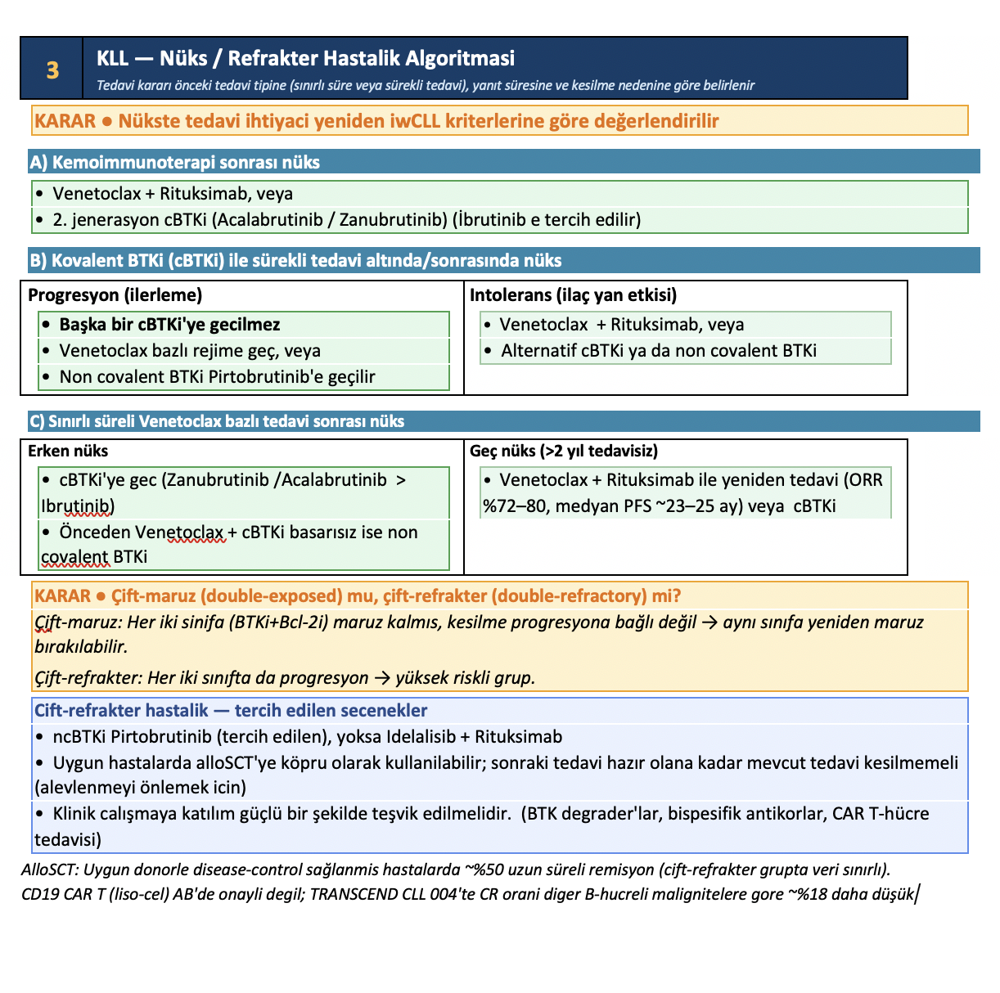 3
KLL — Nüks / Refrakter Hastalik Algoritmasi
Tedavi kararı önceki tedavi tipine (sınırlı süre veya sürekli tedavi), yanıt süresine ve kesilme nedenine göre belirlenir
KARAR ● Nükste tedavi ihtiyaci yeniden iwCLL kriterlerine göre değerlendirilir
A) Kemoimmunoterapi sonrası nüks
• Venetoclax + Rituksimab, veya
• 2. jenerasyon cBTKi (Acalabrutinib / Zanubrutinib) (İbrutinib e tercih edilir)
B) Kovalent BTKi (cBTKi) ile sürekli tedavi altında/sonrasında nüks
Progresyon (ilerleme)
• Başka bir cBTKi'ye gecilmez
• Venetoclax bazlı rejime geç, veya
• Non covalent BTKi Pirtobrutinib'e geçilir
Intolerans (ilaç yan etkisi)
• Venetoclax + Rituksimab, veya
• Alternatif cBTKi ya da non covalent BTKi
C) Sınırlı süreli Venetoclax bazlı tedavi sonrası nüks
Erken nüks
• cBTKi'ye gec (Zanubrutinib /Acalabrutinib >
Ibrutinib)
• Önceden Venetoclax + cBTKi basarısız ise non
covalent BTKi
Geç nüks (>2 yıl tedavisiz)
• Venetoclax + Rituksimab ile yeniden tedavi (ORR
%72–80, medyan PFS ~23–25 ay) veya cBTKi
KARAR ● Çift-maruz (double-exposed) mu, çift-refrakter (double-refractory) mi?
Çift-maruz: Her iki sinifa (BTKi+Bcl-2i) maruz kalmıs, kesilme progresyona bağlı değil → aynı sınıfa yeniden maruz
bırakılabilir.
Çift-refrakter: Her iki sınıfta da progresyon → yüksek riskli grup.
Cift-refrakter hastalik — tercih edilen secenekler
• ncBTKi Pirtobrutinib (tercih edilen), yoksa Idelalisib + Rituksimab
• Uygun hastalarda alloSCT'ye köpru olarak kullanilabilir; sonraki tedavi hazır olana kadar mevcut tedavi kesilmemeli
(alevlenmeyi önlemek icin)
• Klinik calışmaya katılım güçlü bir şekilde teşvik edilmelidir. (BTK degrader'lar, bispesifik antikorlar, CAR T-hücre
tedavisi)
AlloSCT: Uygun donorle disease-control sağlanmis hastalarda ~%50 uzun süreli remisyon (cift-refrakter grupta veri sınırlı).
CD19 CAR T (liso-cel) AB'de onayli degil; TRANSCEND CLL 004'te CR orani diger B-hucreli malignitelere gore ~%18 daha düşük